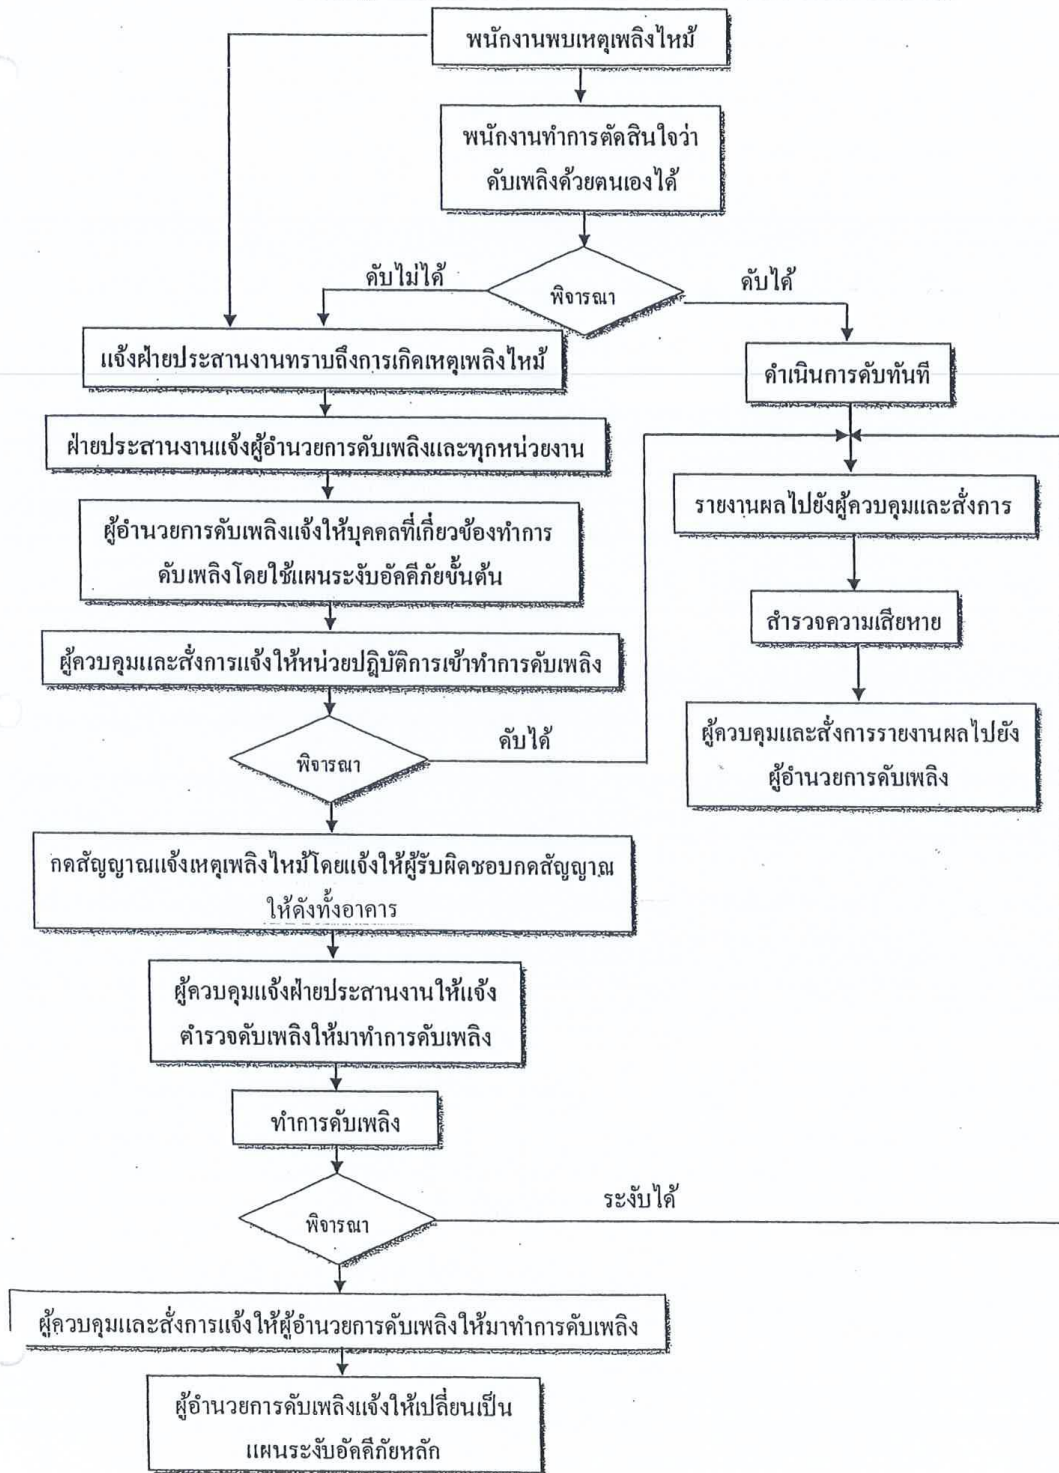 พนักงานพบเหตุเพลิงไหม้
พนักงานทำการตัดสินใจว่า
ดับเพลิงด้วยตนเองได้
ดับไม่ได้
พิจารณา
ดับได้
แจ้งฝ่ายประสานงานทราบถึงการเกิดเหตุเพลิงไหม้
ดำเนินการดับทันที
ฝ่ายประสานงานแจ้งผู้อำนวยการดับเพลิงและทุกหน่วยงาน
รายงานผลไปยังผู้ควบคุมและสั่งการ
ผู้อำนวยการดับเพลิงแจ้งให้บุคคลที่เกี่ยวข้องทำการ
ดับเพลิงโดยใช้แผนระงับอัคคีภัยขั้นต้น
สำรวจความเสียหาย
ผู้ควบคุมและสั่งการแจ้งให้หน่วยปฏิบัติการเข้าทำการดับเพลิง
ผู้ควบคุมและสั่งการรายงานผลไปยัง
ผู้อำนวยการดับเพลิง
พิจารณา
ดับได้
กดสัญญาณแจ้งเหตุเพลิงไหม้โดยแจ้งให้ผู้รับผิดชอบกดสัญญาณ
ให้ดังทั้งอาคาร
ผู้ควบคุมแจ้งฝ่ายประสานงานให้แจ้ง
ตำรวจดับเพลิงให้มาทำการดับเพลิง
ทำการดับเพลิง
พิจารณา
ระงับได้
ผู้ควบคุมและสั่งการแจ้งให้ผู้อำนวยการดับเพลิงให้มาทำการดับเพลิง
ผู้อำนวยการดับเพลิงแจ้งให้เปลี่ยนเป็น
แผนระงับอัคคีภัยหลัก